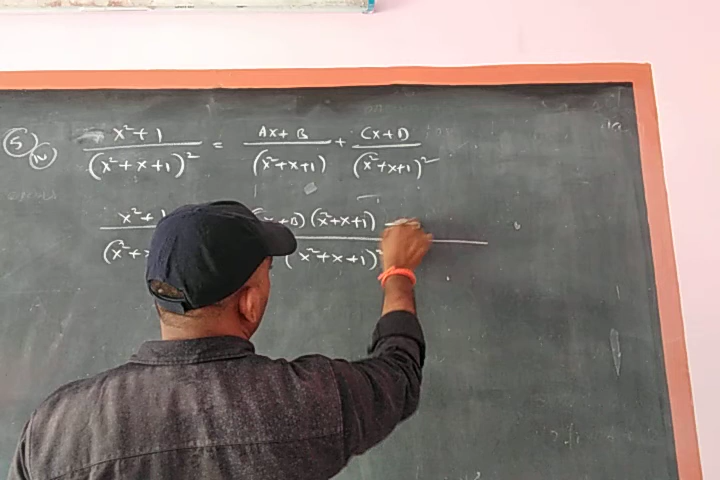 5) iv) x²+1 / (x²+x+1)² = Ax+B / (x²+x+1) + Cx+D / (x²+x+1)²
x²+1 / (x²+x +B) (x²+x+1) / (x²+x+1)²